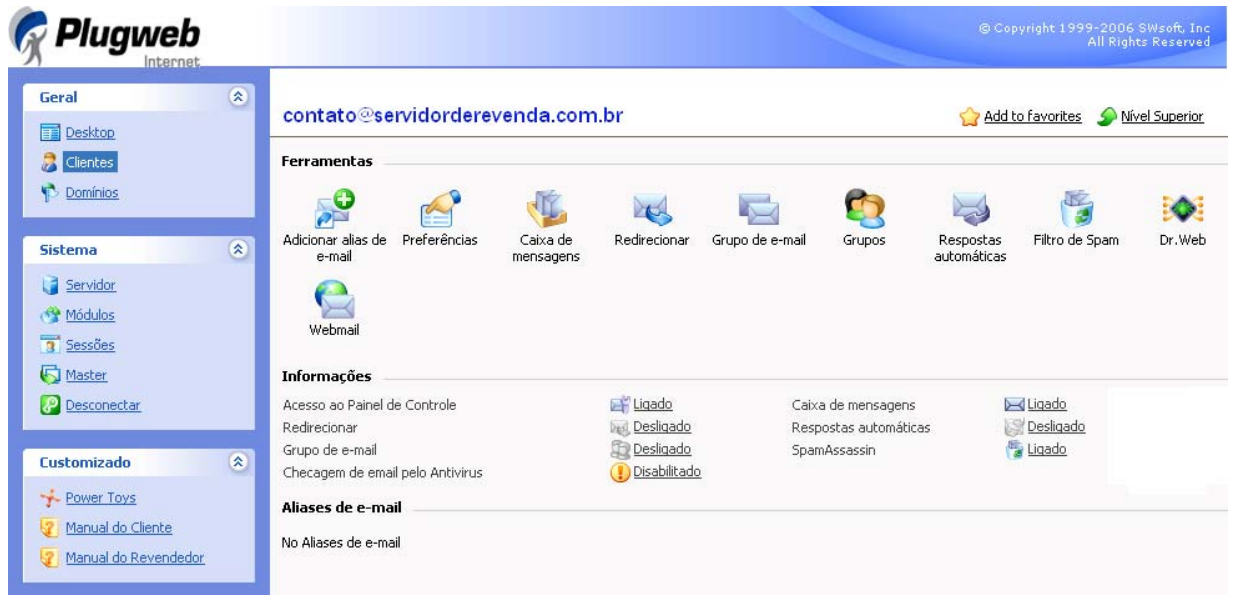 Plugweb
Internet
© Copyright 1999-2006 SWsoft, Inc
All Rights Reserved
Geral
Desktop
Clientes
Domínios
Sistema
Servidor
Módulos
Sessões
Master
Desconectar
Customizado
Power Toys
Manual do Cliente
Manual do Revendedor
contato@servidorderevenda.com.br
Add to favorites Nível Superior
Ferramentas
Adicionar alias de e-mail
Preferências
Caixa de mensagens
Redirecionar
Grupo de e-mail
Grupos
Respostas automáticas
Filtro de Spam
Dr.Web
Webmail
Informações
Acesso ao Painel de Controle Ligado Caixa de mensagens Ligado
Redirecionar Desligado Respostas automáticas Desligado
Grupo de e-mail Desligado SpamAssassin Ligado
Checagem de email pelo Antivirus Disabilitado
Aliases de e-mail
No Aliases de e-mail